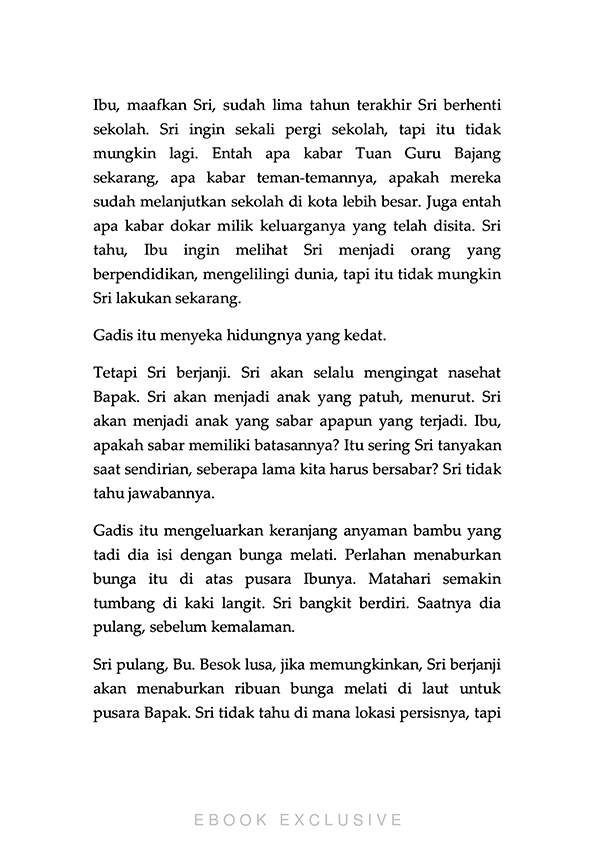 Ibu, maafkan Sri, sudah lima tahun terakhir Sri berhenti
sekolah. Sri ingin sekali pergi sekolah, tapi itu tidak
mungkin lagi. Entah apa kabar Tuan Guru Bajang
sekarang, apa kabar teman-temannya, apakah mereka
sudah melanjutkan sekolah di kota lebih besar. Juga entah
apa kabar dokar milik keluarganya yang telah disita. Sri
tahu, Ibu ingin melihat Sri menjadi orang yang
berpendidikan, mengelilingi dunia, tapi itu tidak mungkin
Sri lakukan sekarang.
Gadis itu menyeka hidungnya yang kedat.
Tetapi Sri berjanji. Sri akan selalu mengingat nasehat
Bapak. Sri akan menjadi anak yang patuh, menurut. Sri
akan menjadi anak yang sabar apapun yang terjadi. Ibu,
apakah sabar memiliki batasannya? Itu sering Sri tanyakan
saat sendirian, seberapa lama kita harus bersabar? Sri tidak
tahu jawabannya.
Gadis itu mengeluarkan keranjang anyaman bambu yang
tadi dia isi dengan bunga melati. Perlahan menaburkan
bunga itu di atas pusara Ibunya. Matahari semakin
tumbang di kaki langit. Sri bangkit berdiri. Saatnya dia
pulang, sebelum kemalaman.
Sri pulang, Bu. Besok lusa, jika memungkinkan, Sri berjanji
akan menaburkan ribuan bunga melati di laut untuk
pusara Bapak. Sri tidak tahu di mana lokasi persisnya, tapi
EBOOK EXCLUSIVE